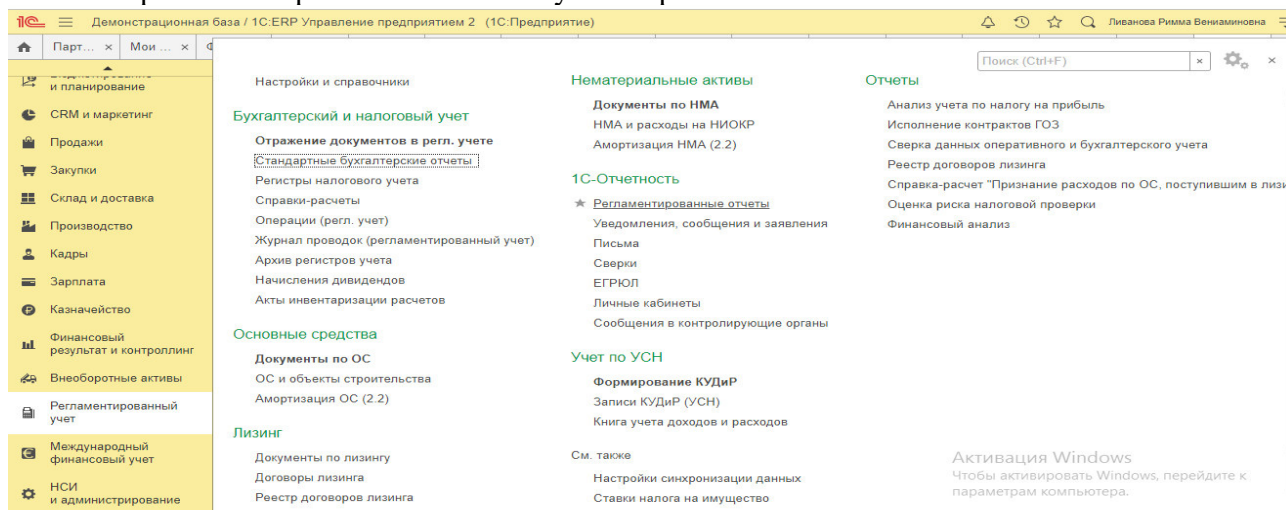 1С Демонстрационная база / 1С:ERP Управление предприятием 2 (1С:Предприятие) Ливанова Римма Вениаминовна
Парт... × Мои ... ×
Поиск (Ctrl+F) ×
и планирование
CRM и маркетинг
Продажи
Закупки
Склад и доставка
Производство
Кадры
Зарплата
Казначейство
Финансовый
результат и контроллинг
Внеоборотные активы
Регламентированный
учет
Международный
финансовый учет
НСИ
и администрирование
Настройки и справочники
Бухгалтерский и налоговый учет
Отражение документов в регл. учете
Стандартные бухгалтерские отчеты
Регистры налогового учета
Справки-расчеты
Операции (регл. учет)
Журнал проводок (регламентированный учет)
Архив регистров учета
Начисления дивидендов
Акты инвентаризации расчетов
Основные средства
Документы по ОС
ОС и объекты строительства
Амортизация ОС (2.2)
Лизинг
Документы по лизингу
Договоры лизинга
Реестр договоров лизинга
Нематериальные активы
Документы по НМА
НМА и расходы на НИОКР
Амортизация НМА (2.2)
1С-Отчетность
Регламентированные отчеты
Уведомления, сообщения и заявления
Письма
Сверки
ЕГРЮЛ
Личные кабинеты
Сообщения в контролирующие органы
Учет по УСН
Формирование КУДиР
Записи КУДиР (УСН)
Книга учета доходов и расходов
См. также
Настройки синхронизации данных
Ставки налога на имущество
Отчеты
Анализ учета по налогу на прибыль
Исполнение контрактов ГОЗ
Сверка данных оперативного и бухгалтерского учета
Реестр договоров лизинга
Справка-расчет "Признание расходов по ОС, поступившим в лизи
Оценка риска налоговой проверки
Финансовый анализ
Активация Windows
Чтобы активировать Windows, перейдите к
параметрам компьютера.